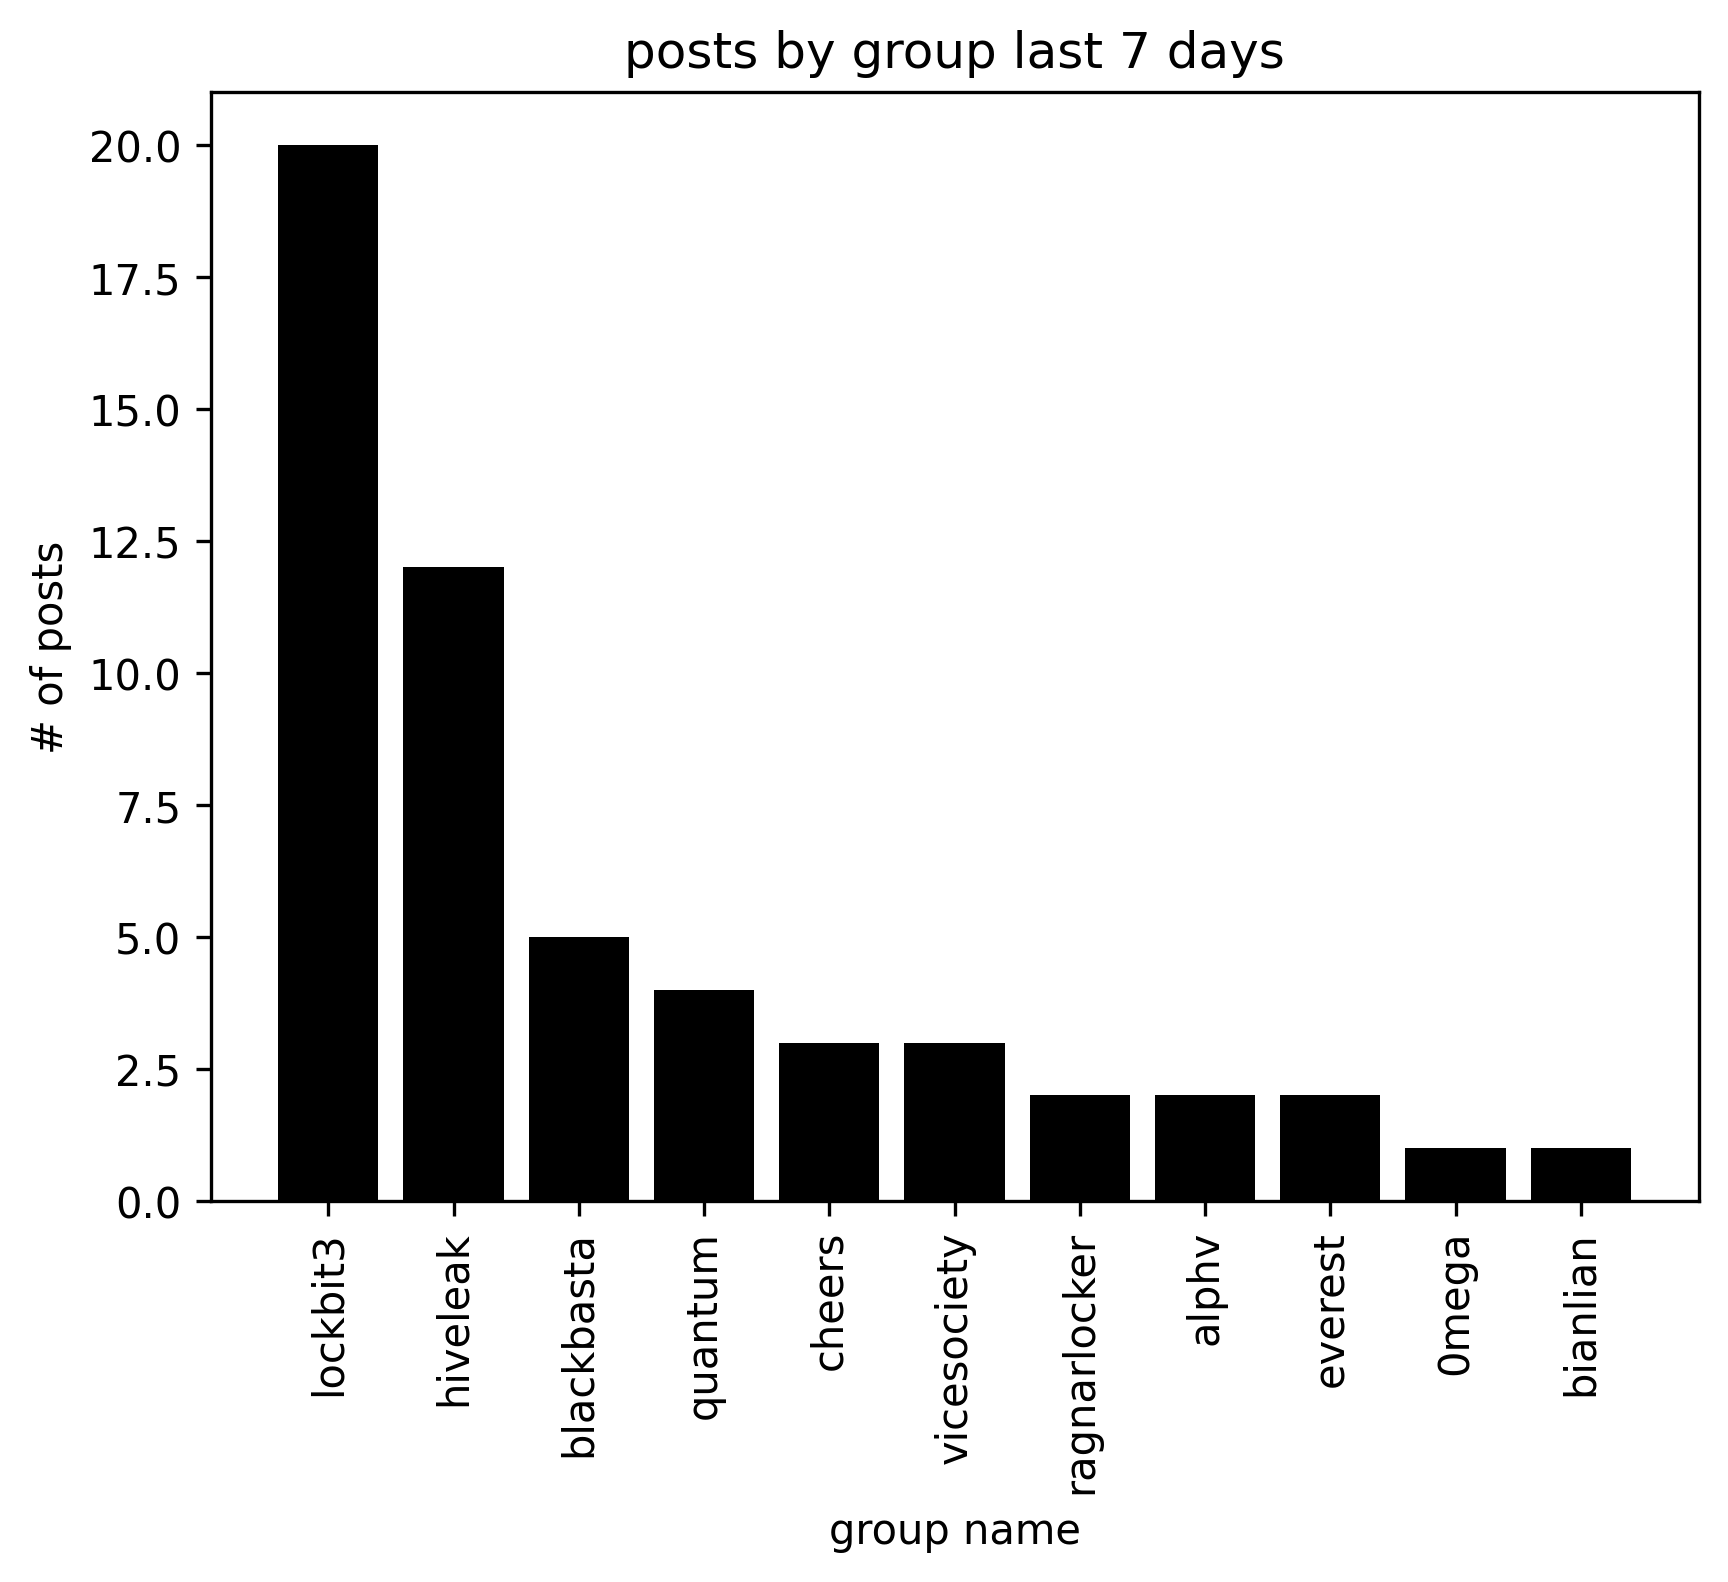 posts by group last 7 days
20.0
17.5
15.0
12.5
10.0
7.5
5.0
2.5
0.0
# of posts
lockbit3
hiveleak
blackbasta
quantum
cheers
vicesociety
ragnarlocker
alphv
everest
0mega
bianlian
group name